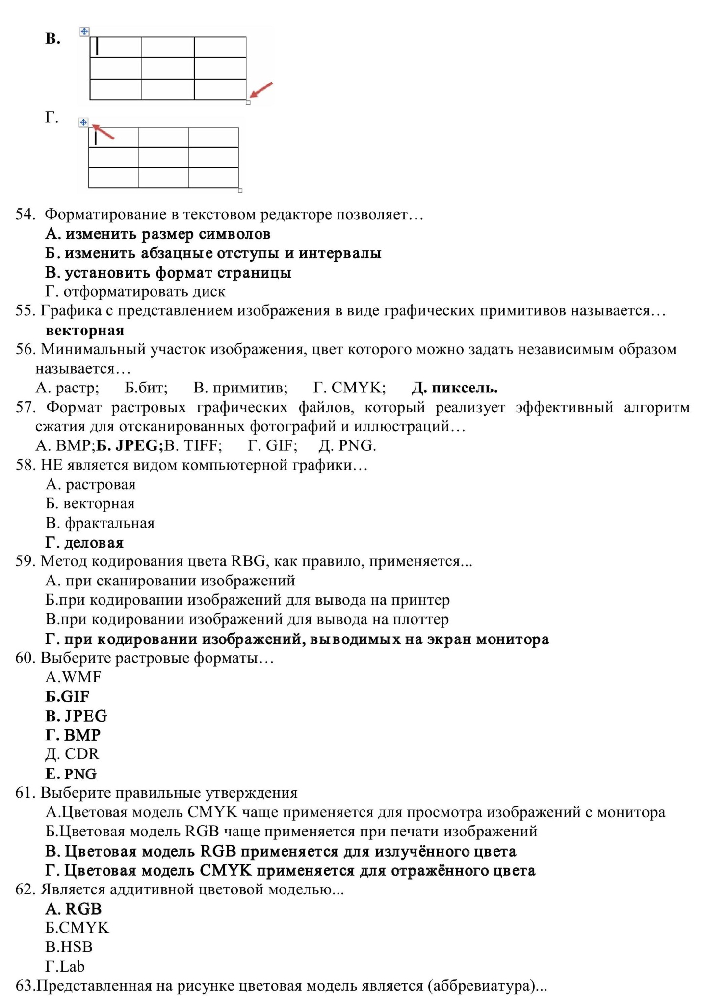 В.
Г.
54. Форматирование в текстовом редакторе позволяет…
А. изменить размер символов
Б. изменить абзацные отступы и интервалы
В. установить формат страницы
Г. отформатировать диск
55. Графика с представлением изображения в виде графических примитивов называется…
векторная
56. Минимальный участок изображения, цвет которого можно задать независимым образом
называется…
А. растр; Б.бит; В. примитив; Г. CMYK; Д. пиксель.
57. Формат растровых графических файлов, который реализует эффективный алгоритм
сжатия для отсканированных фотографий и иллюстраций…
А. BMP;Б. JPEG;В. TIFF; Г. GIF; Д. PNG.
58. НЕ является видом компьютерной графики…
А. растровая
Б. векторная
В. фрактальная
Г. деловая
59. Метод кодирования цвета RBG, как правило, применяется...
А. при сканировании изображений
Б.при кодировании изображений для вывода на принтер
В.при кодировании изображений для вывода на плоттер
Г. при кодировании изображений, выводимых на экран монитора
60. Выберите растровые форматы…
А.WMF
Б.GIF
В. JPEG
Г. BMP
Д. CDR
Е. PNG
61. Выберите правильные утверждения
А.Цветовая модель CMYK чаще применяется для просмотра изображений с монитора
Б.Цветовая модель RGB чаще применяется при печати изображений
В. Цветовая модель RGB применяется для излучённого цвета
Г. Цветовая модель CMYK применяется для отражённого цвета
62. Является аддитивной цветовой моделью...
А. RGB
Б.CMYK
В.HSB
Г.Lab
63.Представленная на рисунке цветовая модель является (аббревиатура)...